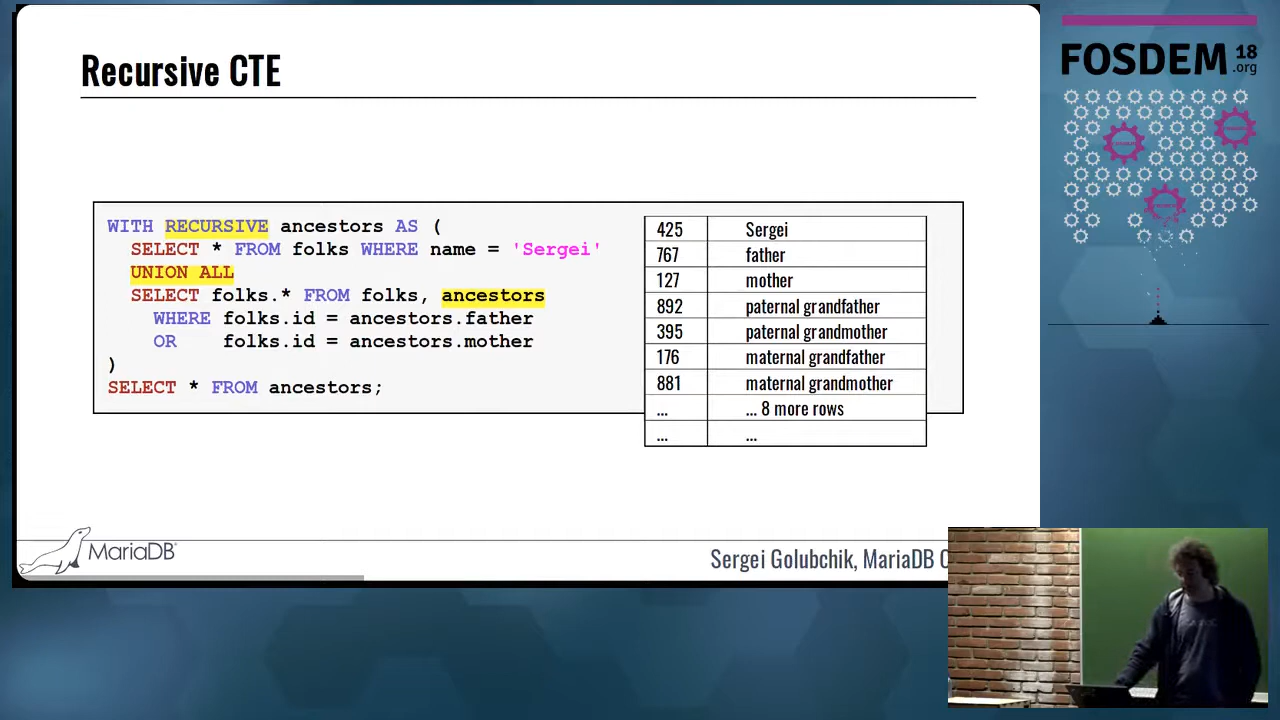 Recursive CTE
WITH RECURSIVE ancestors AS (
SELECT * FROM folks WHERE name = 'Sergei'
UNION ALL
SELECT folks.* FROM folks, ancestors
WHERE folks.id = ancestors.father
OR folks.id = ancestors.mother
)
SELECT * FROM ancestors;
425 Sergei
767 father
127 mother
892 paternal grandfather
395 paternal grandmother
176 maternal grandfather
881 maternal grandmother
... ... 8 more rows
... ...
MariaDB
Sergei Golubchik, MariaDB C
FOSDEM 18
.org